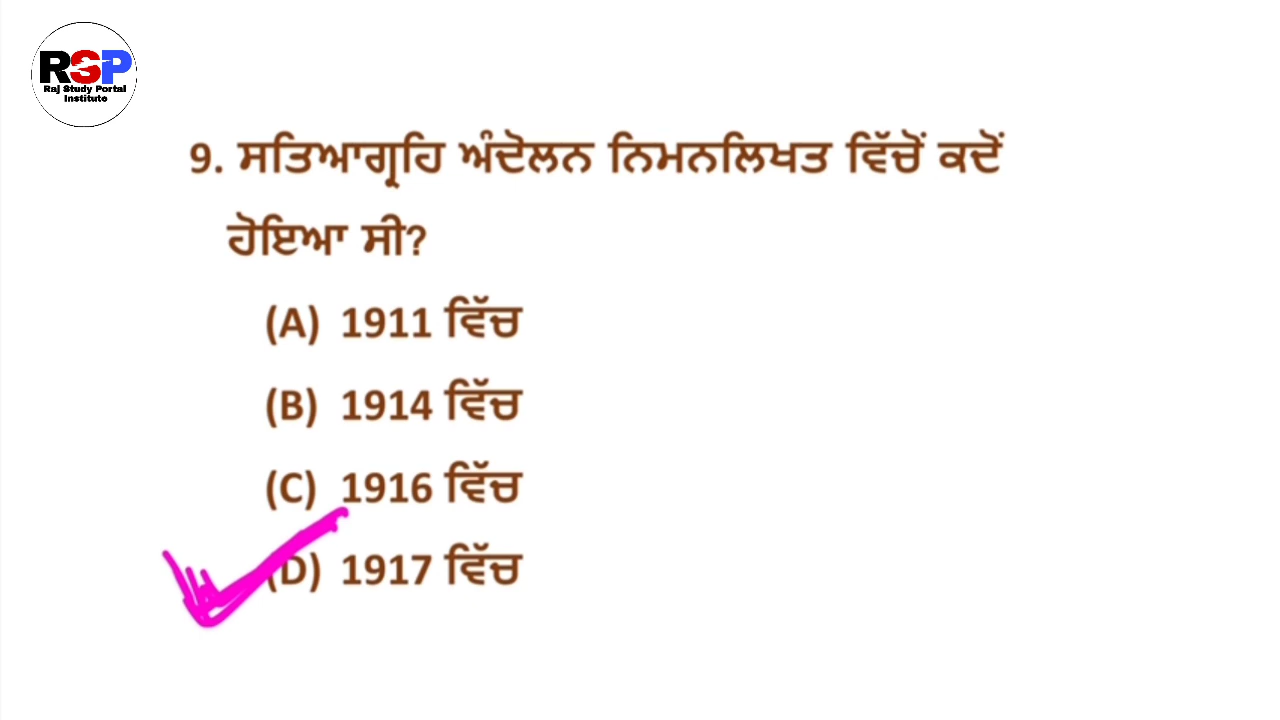 RSP
Raj Study Portal
Institute
9. ਸਤਿਆਗ੍ਰਹਿ ਅੰਦੋਲਨ ਨਿਮਨਲਿਖਤ ਵਿੱਚੋਂ ਕਦੋਂ
ਹੋਇਆ ਸੀ?
(A) 1911 ਵਿੱਚ
(B) 1914 ਵਿੱਚ
(C) 1916 ਵਿੱਚ
(D) 1917 ਵਿੱਚ